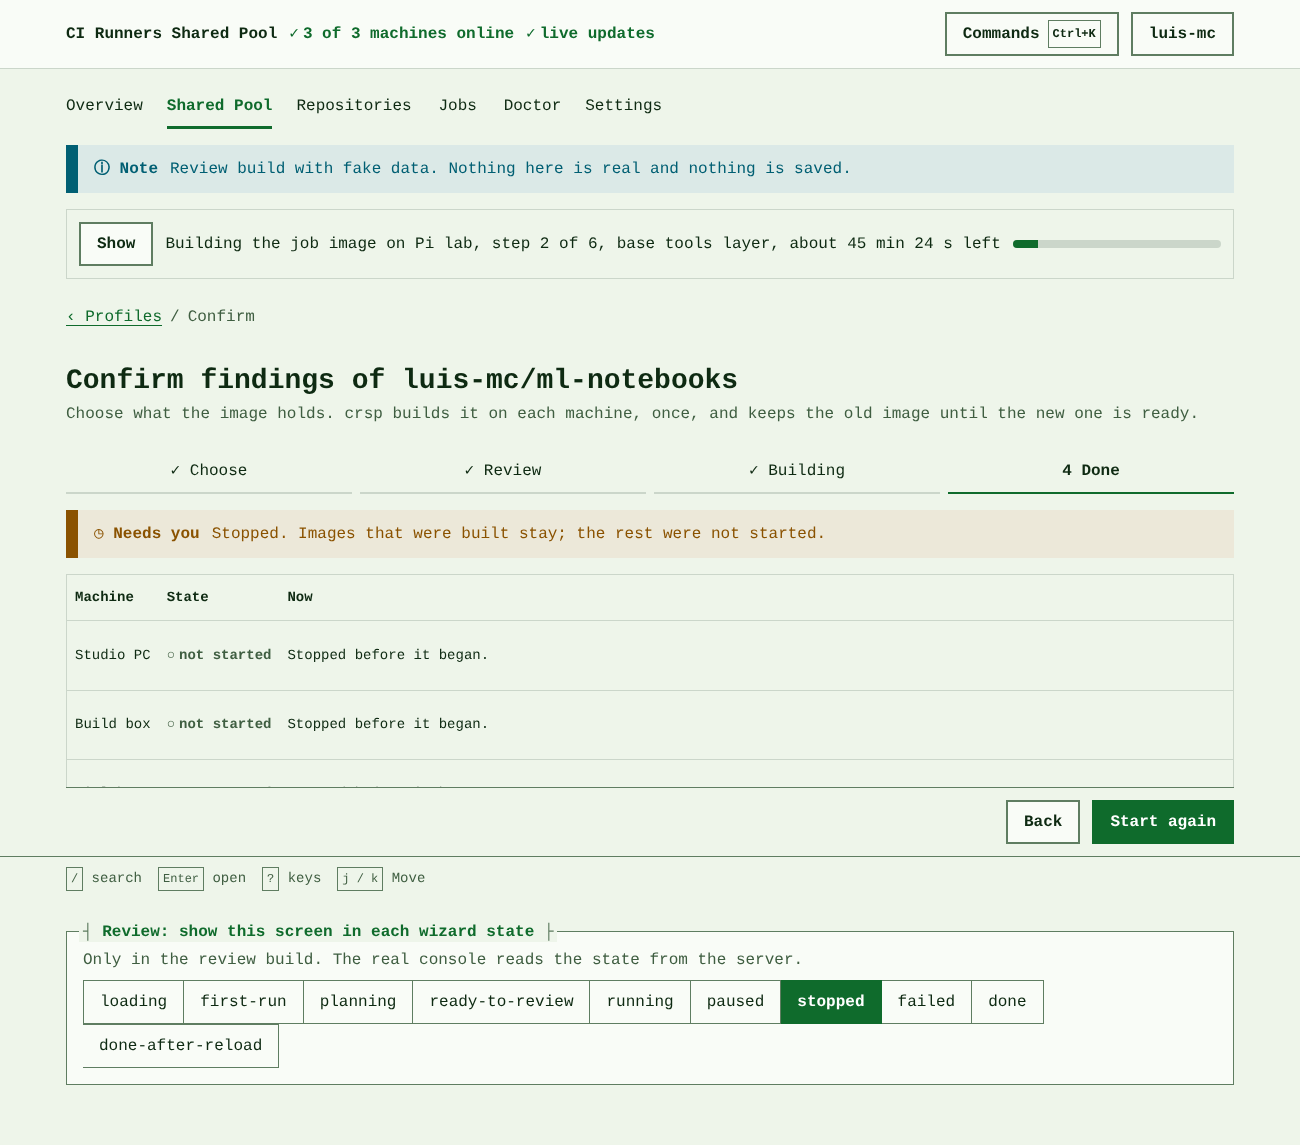 CI Runners Shared Pool ✓ 3 of 3 machines online ✓ live updates
Commands Ctrl+K luis-mc
Overview Shared Pool Repositories Jobs Doctor Settings
ⓘ Note Review build with fake data. Nothing here is real and nothing is saved.
Show Building the job image on Pi lab, step 2 of 6, base tools layer, about 45 min 24 s left
‹ Profiles / Confirm
Confirm findings of luis-mc/ml-notebooks
Choose what the image holds. crsp builds it on each machine, once, and keeps the old image until the new one is ready.
✓ Choose ✓ Review ✓ Building 4 Done
◷ Needs you Stopped. Images that were built stay; the rest were not started.
Machine State Now
Studio PC ○ not started Stopped before it began.
Build box ○ not started Stopped before it began.
Back Start again
/ search Enter open ? keys j / k Move
┤ Review: show this screen in each wizard state ├
Only in the review build. The real console reads the state from the server.
loading first-run planning ready-to-review running paused stopped failed done
done-after-reload